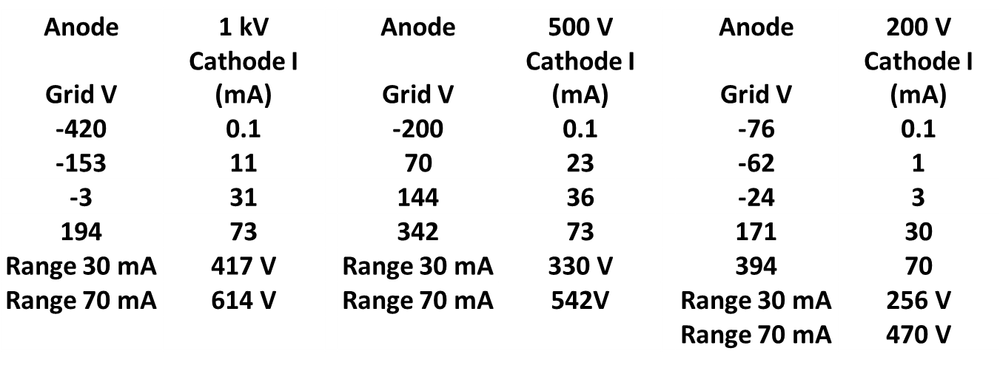 Anode 1 kV Anode 500 V Anode 200 V
Cathode I Cathode I Cathode I
Grid V (mA) Grid V (mA) Grid V (mA)
-420 0.1 -200 0.1 -76 0.1
-153 11 70 23 -62 1
-3 31 144 36 -24 3
194 73 342 73 171 30
Range 30 mA 417 V Range 30 mA 330 V 394 70
Range 70 mA 614 V Range 70 mA 542V Range 30 mA 256 V
Range 70 mA 470 V